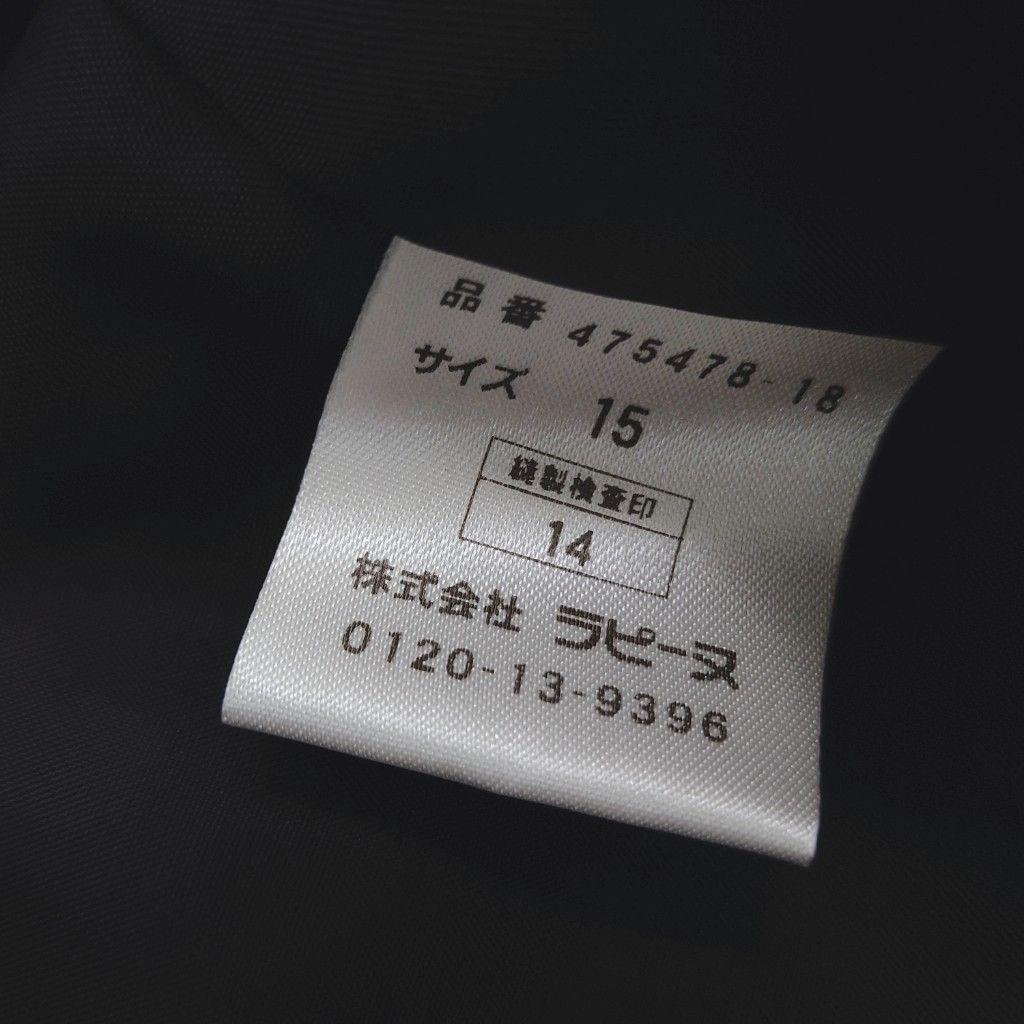 品番 475478-18
サイズ 15
縫製検査印
14
株式会社 ラピーヌ
0120-13-9396